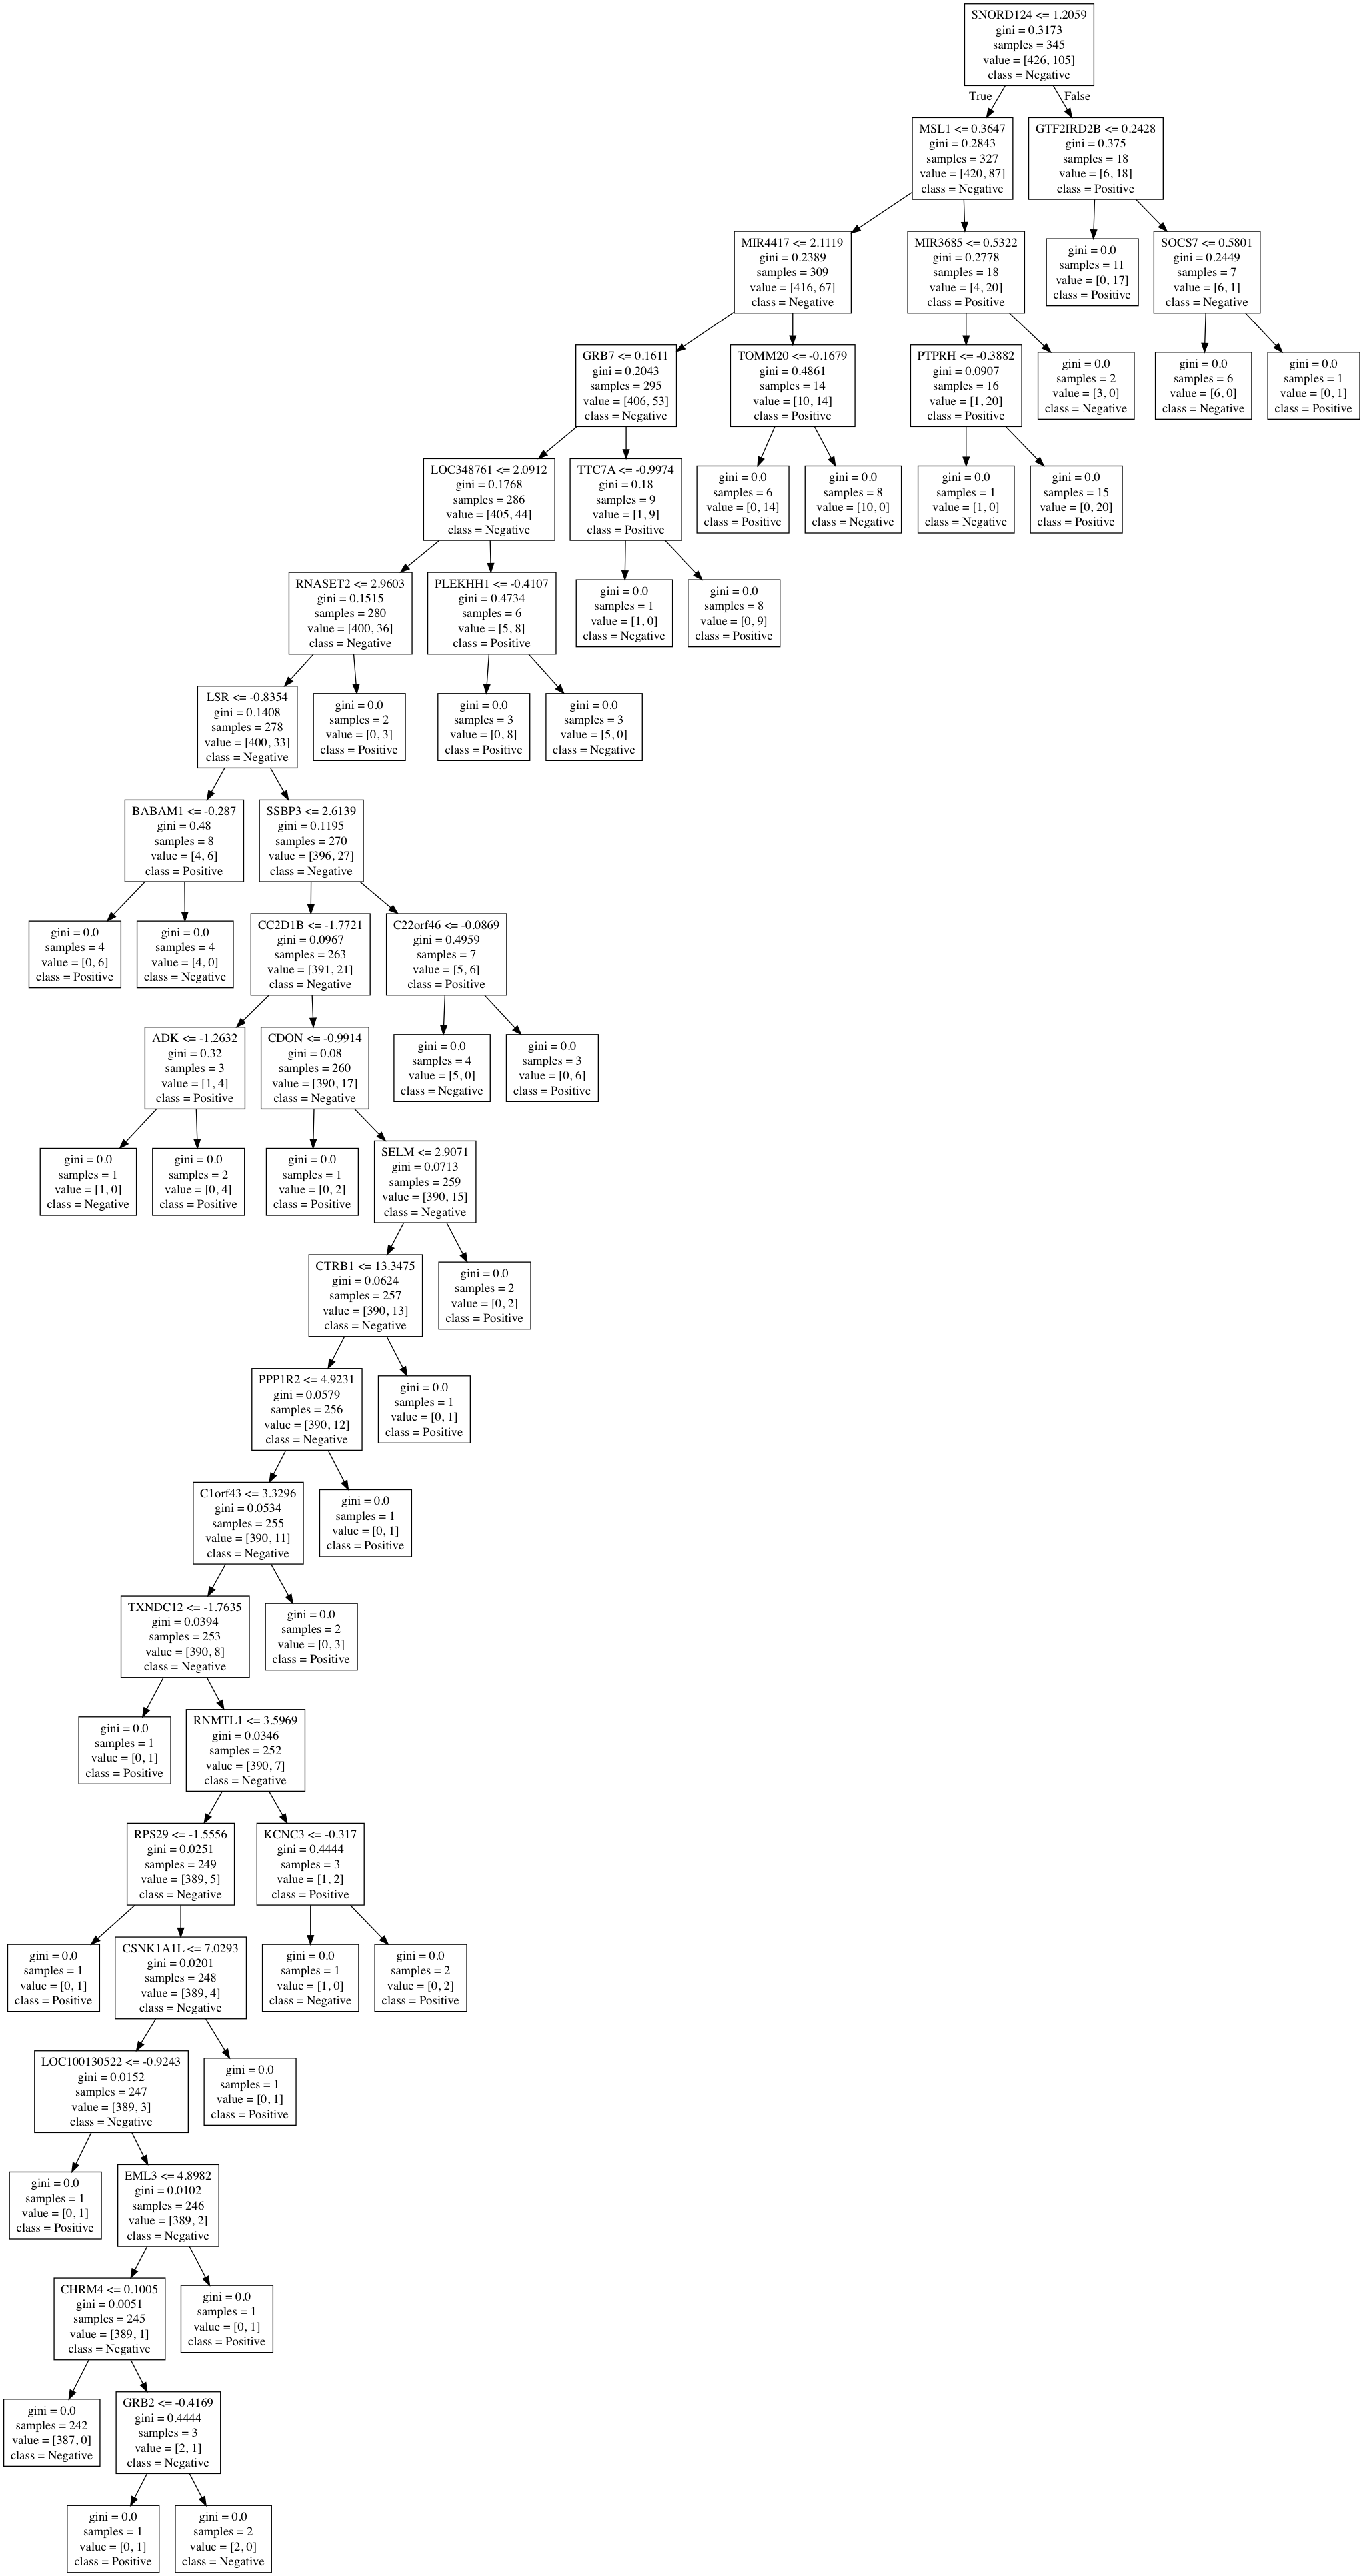 SNORD124 <= 1.2059
gini = 0.3173
samples = 345
value = [426, 105]
class = Negative
True
False
MSL1 <= 0.3647
gini = 0.2843
samples = 327
value = [420, 87]
class = Negative
GTF2IRD2B <= 0.2428
gini = 0.375
samples = 18
value = [6, 18]
class = Positive
MIR4417 <= 2.1119
gini = 0.2389
samples = 309
value = [416, 67]
class = Negative
MIR3685 <= 0.5322
gini = 0.2778
samples = 18
value = [4, 20]
class = Positive
gini = 0.0
samples = 11
value = [0, 17]
class = Positive
SOCS7 <= 0.5801
gini = 0.2449
samples = 7
value = [6, 1]
class = Negative
GRB7 <= 0.1611
gini = 0.2043
samples = 295
value = [406, 53]
class = Negative
TOMM20 <= -0.1679
gini = 0.4861
samples = 14
value = [10, 14]
class = Positive
PTPRH <= -0.3882
gini = 0.0907
samples = 16
value = [1, 20]
class = Positive
gini = 0.0
samples = 2
value = [3, 0]
class = Negative
gini = 0.0
samples = 6
value = [6, 0]
class = Negative
gini = 0.0
samples = 1
value = [0, 1]
class = Positive
LOC348761 <= 2.0912
gini = 0.1768
samples = 286
value = [405, 44]
class = Negative
TTC7A <= -0.9974
gini = 0.18
samples = 9
value = [1, 9]
class = Positive
gini = 0.0
samples = 6
value = [0, 14]
class = Positive
gini = 0.0
samples = 8
value = [10, 0]
class = Negative
gini = 0.0
samples = 1
value = [1, 0]
class = Negative
gini = 0.0
samples = 15
value = [0, 20]
class = Positive
RNASET2 <= 2.9603
gini = 0.1515
samples = 280
value = [400, 36]
class = Negative
PLEKHH1 <= -0.4107
gini = 0.4734
samples = 6
value = [5, 8]
class = Positive
gini = 0.0
samples = 1
value = [1, 0]
class = Negative
gini = 0.0
samples = 8
value = [0, 9]
class = Positive
LSR <= -0.8354
gini = 0.1408
samples = 278
value = [400, 33]
class = Negative
gini = 0.0
samples = 2
value = [0, 3]
class = Positive
gini = 0.0
samples = 3
value = [0, 8]
class = Positive
gini = 0.0
samples = 3
value = [5, 0]
class = Negative
BABAM1 <= -0.287
gini = 0.48
samples = 8
value = [4, 6]
class = Positive
SSBP3 <= 2.6139
gini = 0.1195
samples = 270
value = [396, 27]
class = Negative
gini = 0.0
samples = 4
value = [0, 6]
class = Positive
gini = 0.0
samples = 4
value = [4, 0]
class = Negative
CC2D1B <= -1.7721
gini = 0.0967
samples = 263
value = [391, 21]
class = Negative
C22orf46 <= -0.0869
gini = 0.4959
samples = 7
value = [5, 6]
class = Positive
ADK <= -1.2632
gini = 0.32
samples = 3
value = [1, 4]
class = Positive
CDON <= -0.9914
gini = 0.08
samples = 260
value = [390, 17]
class = Negative
gini = 0.0
samples = 4
value = [5, 0]
class = Negative
gini = 0.0
samples = 3
value = [0, 6]
class = Positive
gini = 0.0
samples = 1
value = [1, 0]
class = Negative
gini = 0.0
samples = 2
value = [0, 4]
class = Positive
gini = 0.0
samples = 1
value = [0, 2]
class = Positive
SELM <= 2.9071
gini = 0.0713
samples = 259
value = [390, 15]
class = Negative
CTRB1 <= 13.3475
gini = 0.0624
samples = 257
value = [390, 13]
class = Negative
gini = 0.0
samples = 2
value = [0, 2]
class = Positive
PPP1R2 <= 4.9231
gini = 0.0579
samples = 256
value = [390, 12]
class = Negative
gini = 0.0
samples = 1
value = [0, 1]
class = Positive
C1orf43 <= 3.3296
gini = 0.0534
samples = 255
value = [390, 11]
class = Negative
gini = 0.0
samples = 1
value = [0, 1]
class = Positive
TXNDC12 <= -1.7635
gini = 0.0394
samples = 253
value = [390, 8]
class = Negative
gini = 0.0
samples = 2
value = [0, 3]
class = Positive
gini = 0.0
samples = 1
value = [0, 1]
class = Positive
RNMTL1 <= 3.5969
gini = 0.0346
samples = 252
value = [390, 7]
class = Negative
RPS29 <= -1.5556
gini = 0.0251
samples = 249
value = [389, 5]
class = Negative
KCNC3 <= -0.317
gini = 0.4444
samples = 3
value = [1, 2]
class = Positive
gini = 0.0
samples = 1
value = [0, 1]
class = Positive
CSNK1A1L <= 7.0293
gini = 0.0201
samples = 248
value = [389, 4]
class = Negative
gini = 0.0
samples = 1
value = [1, 0]
class = Negative
gini = 0.0
samples = 2
value = [0, 2]
class = Positive
LOC100130522 <= -0.9243
gini = 0.0152
samples = 247
value = [389, 3]
class = Negative
gini = 0.0
samples = 1
value = [0, 1]
class = Positive
gini = 0.0
samples = 1
value = [0, 1]
class = Positive
EML3 <= 4.8982
gini = 0.0102
samples = 246
value = [389, 2]
class = Negative
CHRM4 <= 0.1005
gini = 0.0051
samples = 245
value = [389, 1]
class = Negative
gini = 0.0
samples = 1
value = [0, 1]
class = Positive
gini = 0.0
samples = 242
value = [387, 0]
class = Negative
GRB2 <= -0.4169
gini = 0.4444
samples = 3
value = [2, 1]
class = Negative
gini = 0.0
samples = 1
value = [0, 1]
class = Positive
gini = 0.0
samples = 2
value = [2, 0]
class = Negative